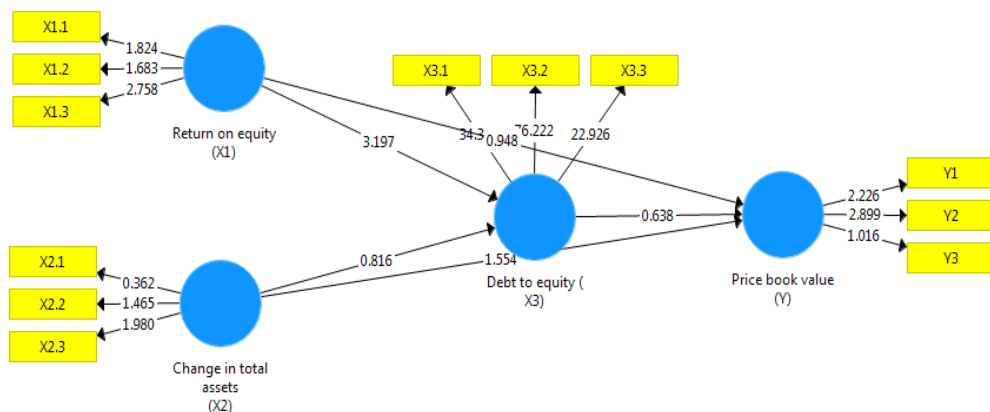 X1.1
1.824
X1.2
1.683
X1.3
2.758
Return on equity
(X1)
X3.1
X3.2
X3.3
34.3
76.222
22.926
0.948
3.197
X2.1
0.362
X2.2
1.465
X2.3
1.980
Change in total
assets
(X2)
0.816
1.554
0.638
Debt to equity (
X3)
Price book value
(Y)
2.226
Y1
2.899
Y2
1.016
Y3